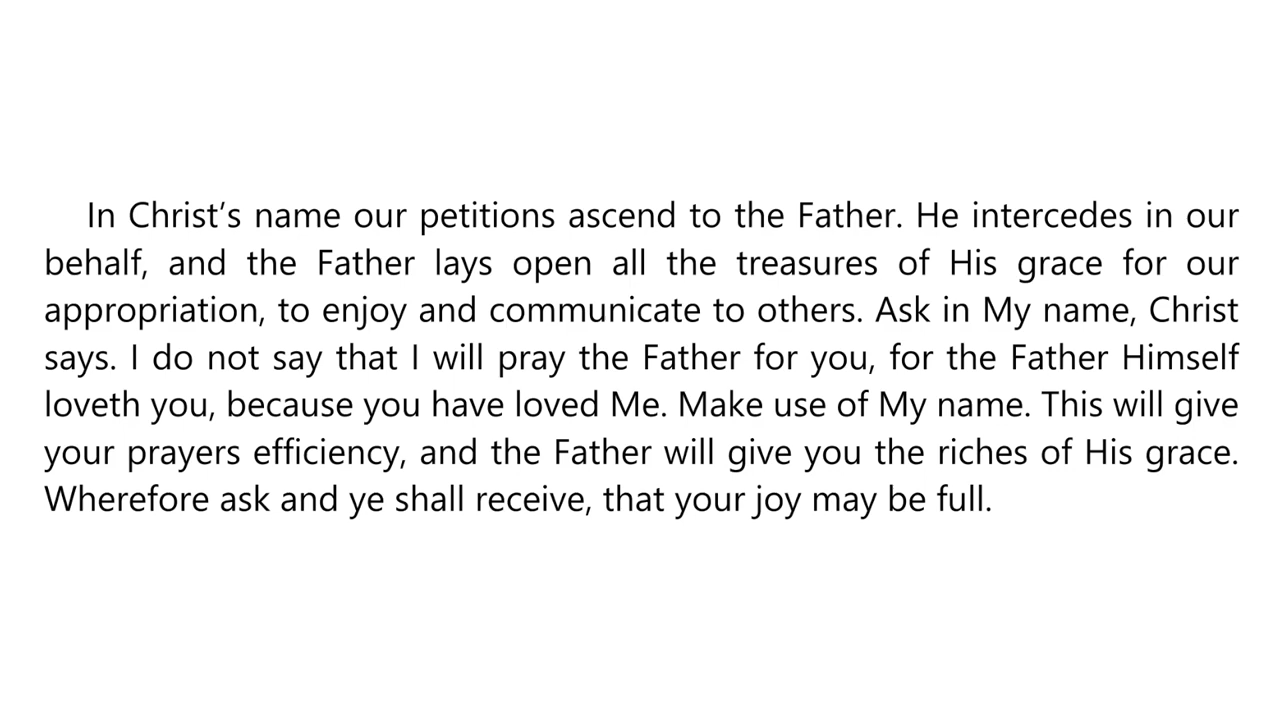 In Christ’s name our petitions ascend to the Father. He intercedes in our
behalf, and the Father lays open all the treasures of His grace for our
appropriation, to enjoy and communicate to others. Ask in My name, Christ
says. I do not say that I will pray the Father for you, for the Father Himself
loveth you, because you have loved Me. Make use of My name. This will give
your prayers efficiency, and the Father will give you the riches of His grace.
Wherefore ask and ye shall receive, that your joy may be full.